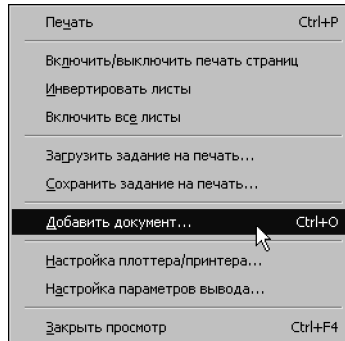 Печать Ctrl+P
Включить/выключить печать страниц
Инвертировать листы
Включить все листы
Загрузить задание на печать...
Сохранить задание на печать...
Добавить документ... Ctrl+O
Настройка плоттера/принтера...
Настройка параметров вывода...
Закрыть просмотр Ctrl+F4